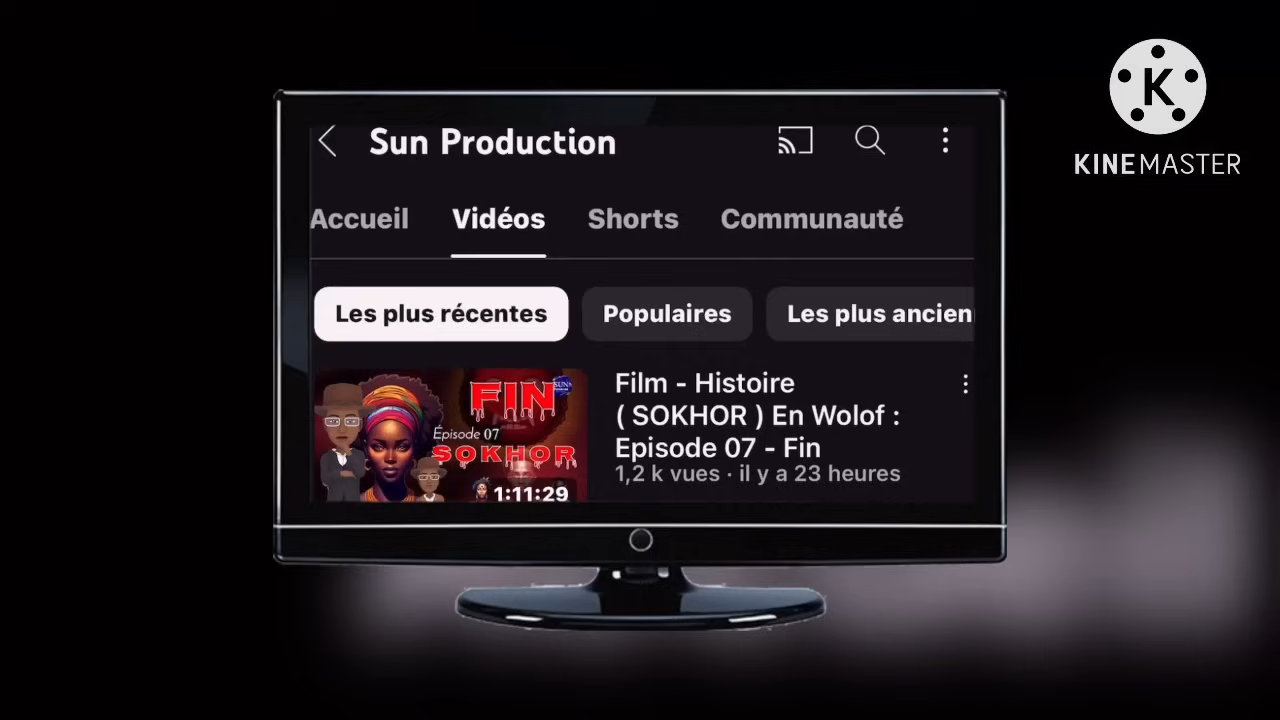 K
KINEMASTER
Sun Production
Accueil Vidéos Shorts Communauté
Les plus récentes Populaires Les plus ancien
FIN
SUN
Épisode 07
SOKHOR
1:11:29
Film - Histoire
( SOKHOR ) En Wolof :
Episode 07 - Fin
1,2 k vues · il y a 23 heures